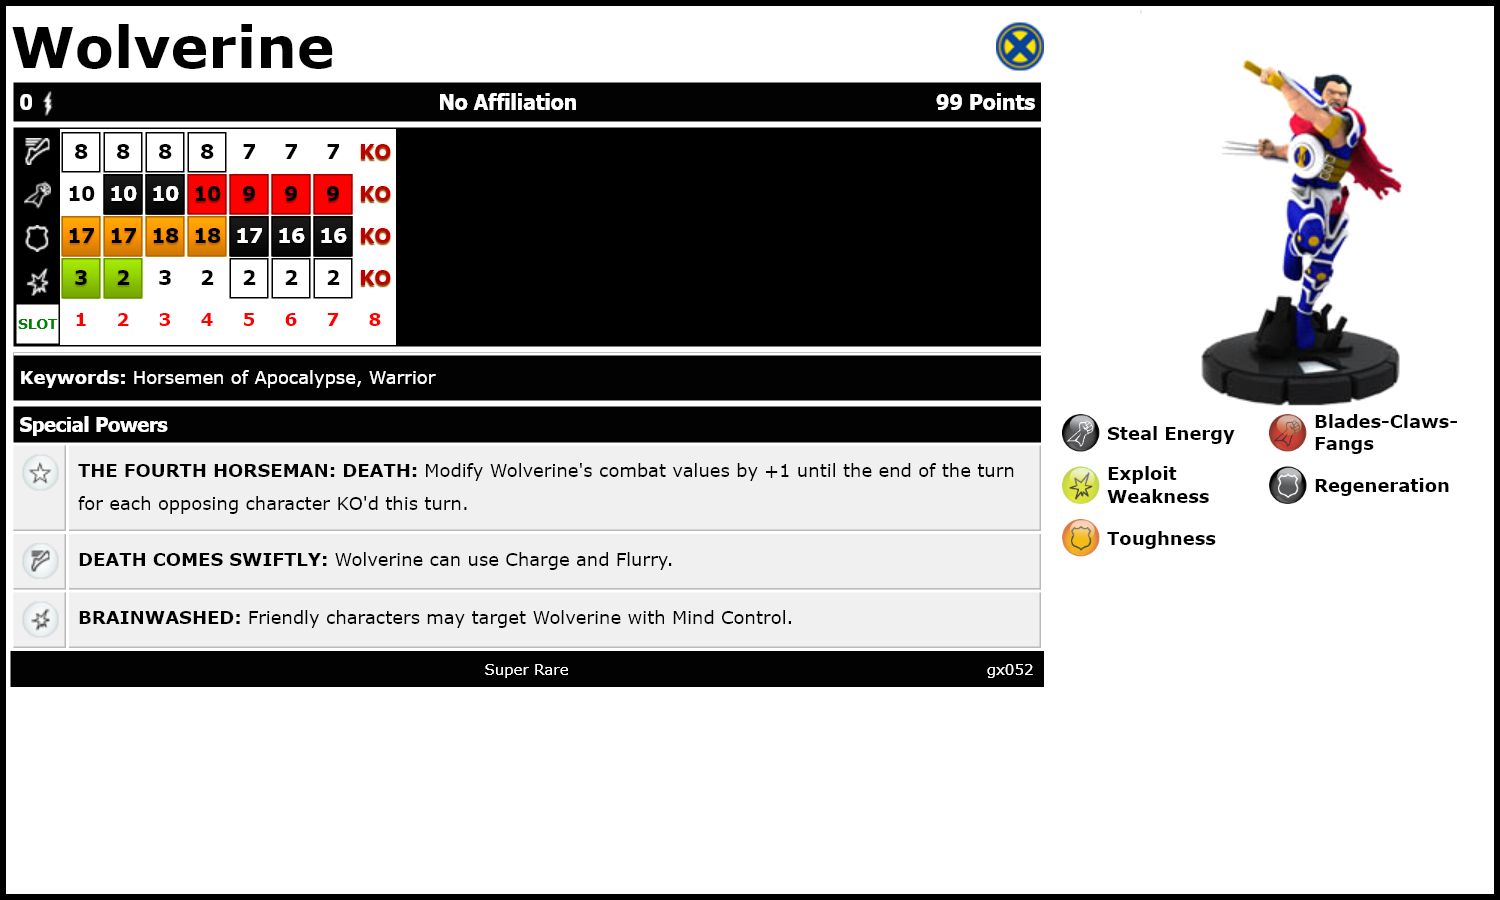 Wolverine
0 No Affiliation 99 Points
8 8 8 8 7 7 7 KO
10 10 10 10 9 9 9 KO
17 17 18 18 17 16 16 KO
3 2 3 2 2 2 2 KO
SLOT 1 2 3 4 5 6 7 8
Keywords: Horsemen of Apocalypse, Warrior
Special Powers
THE FOURTH HORSEMAN: DEATH: Modify Wolverine's combat values by +1 until the end of the turn
for each opposing character KO'd this turn.
DEATH COMES SWIFTLY: Wolverine can use Charge and Flurry.
BRAINWASHED: Friendly characters may target Wolverine with Mind Control.
Super Rare gx052
Steal Energy
Blades-Claws-
Fangs
Exploit
Weakness
Regeneration
Toughness